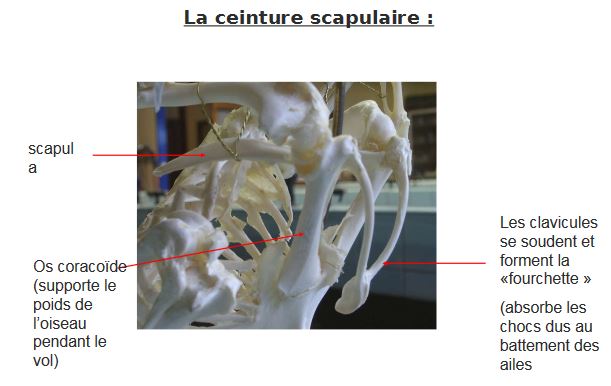 La ceinture scapulaire :
scapul
a
Os coracoïde
(supporte le
poids de
l’oiseau
pendant le
vol)
Les clavicules
se soudent et
forment la
«fourchette »
(absorbe les
chocs dus au
battement des
ailes